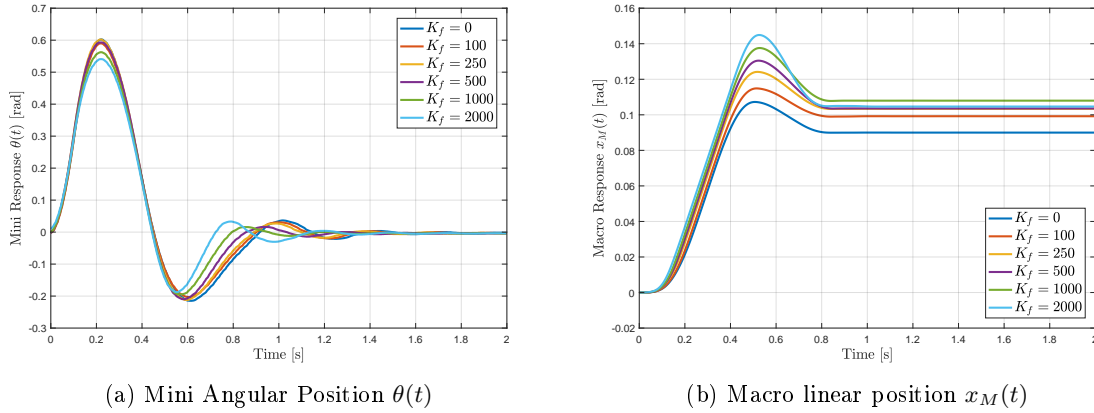 Mini Response θ(t) [rad]
0.7
0.6
0.5
0.4
0.3
0.2
0.1
0
-0.1
-0.2
-0.3
0
0.2
0.4
0.6
0.8
1
1.2
1.4
1.6
1.8
2
Time [s]
K_f = 0
K_f = 100
K_f = 250
K_f = 500
K_f = 1000
K_f = 2000
(a) Mini Angular Position θ(t)
Macro Response x_M(t) [rad]
0.16
0.14
0.12
0.1
0.08
0.06
0.04
0.02
0
-0.02
0
0.2
0.4
0.6
0.8
1
1.2
1.4
1.6
1.8
2
Time [s]
K_f = 0
K_f = 100
K_f = 250
K_f = 500
K_f = 1000
K_f = 2000
(b) Macro linear position x_M(t)